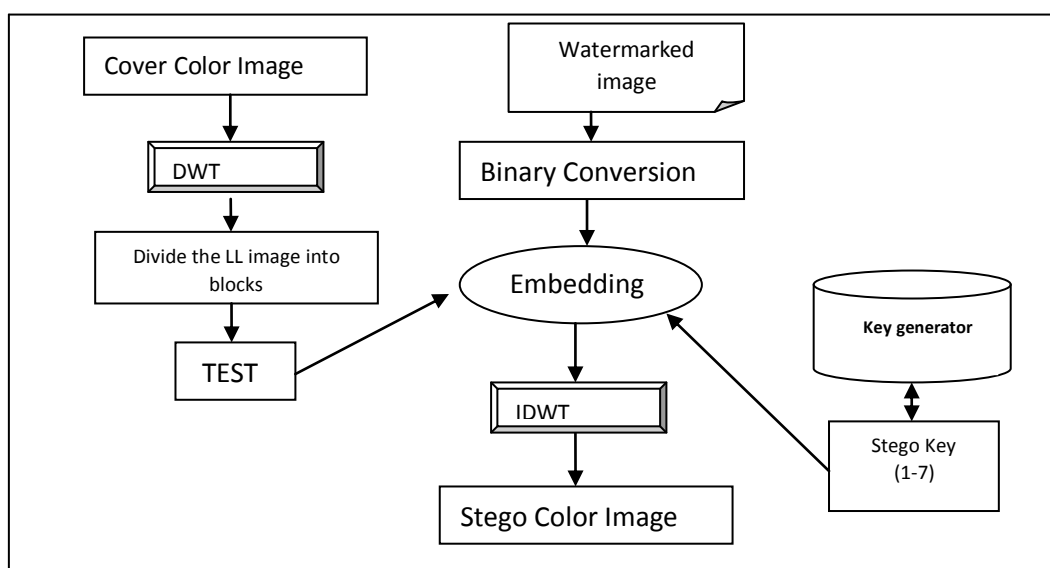 Cover Color Image
Watermarked
image
DWT
Binary Conversion
Divide the LL image into
blocks
Embedding
Key generator
TEST
IDWT
Stego Key
(1-7)
Stego Color Image